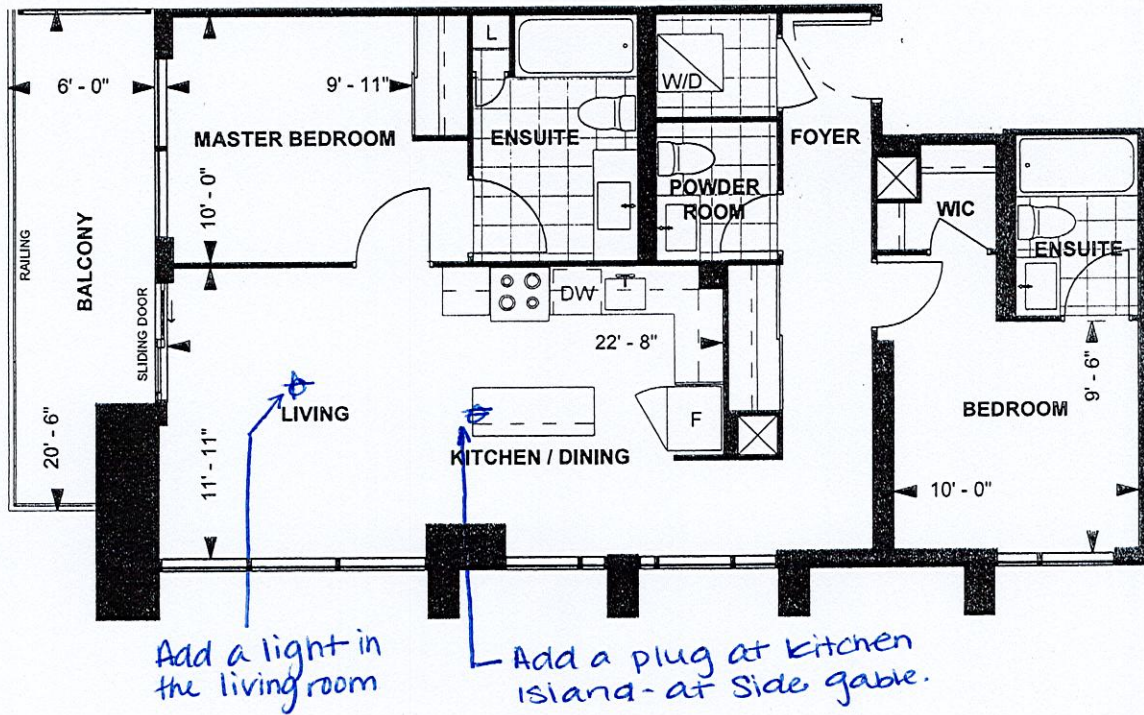 L
6' - 0"
9' - 11"
W/D
MASTER BEDROOM
ENSUITE
FOYER
POWDER
ROOM
WIC
10' - 0"
ENSUITE
RAILING
BALCONY
SLIDING DOOR
DW
22' - 8"
9' - 6"
LIVING
F
BEDROOM
20' - 6"
11' - 11"
KITCHEN / DINING
10' - 0"
Add a light in
the living room
Add a plug at kitchen
island - at side gable.